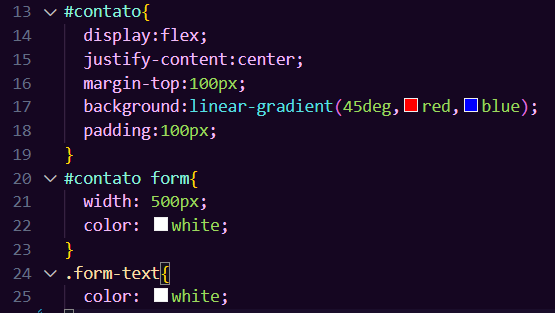 13 #contato{
14 display:flex;
15 justify-content:center;
16 margin-top:100px;
17 background:linear-gradient(45deg,red,blue);
18 padding:100px;
19 }
20 #contato form{
21 width: 500px;
22 color: white;
23 }
24 .form-text{
25 color: white;